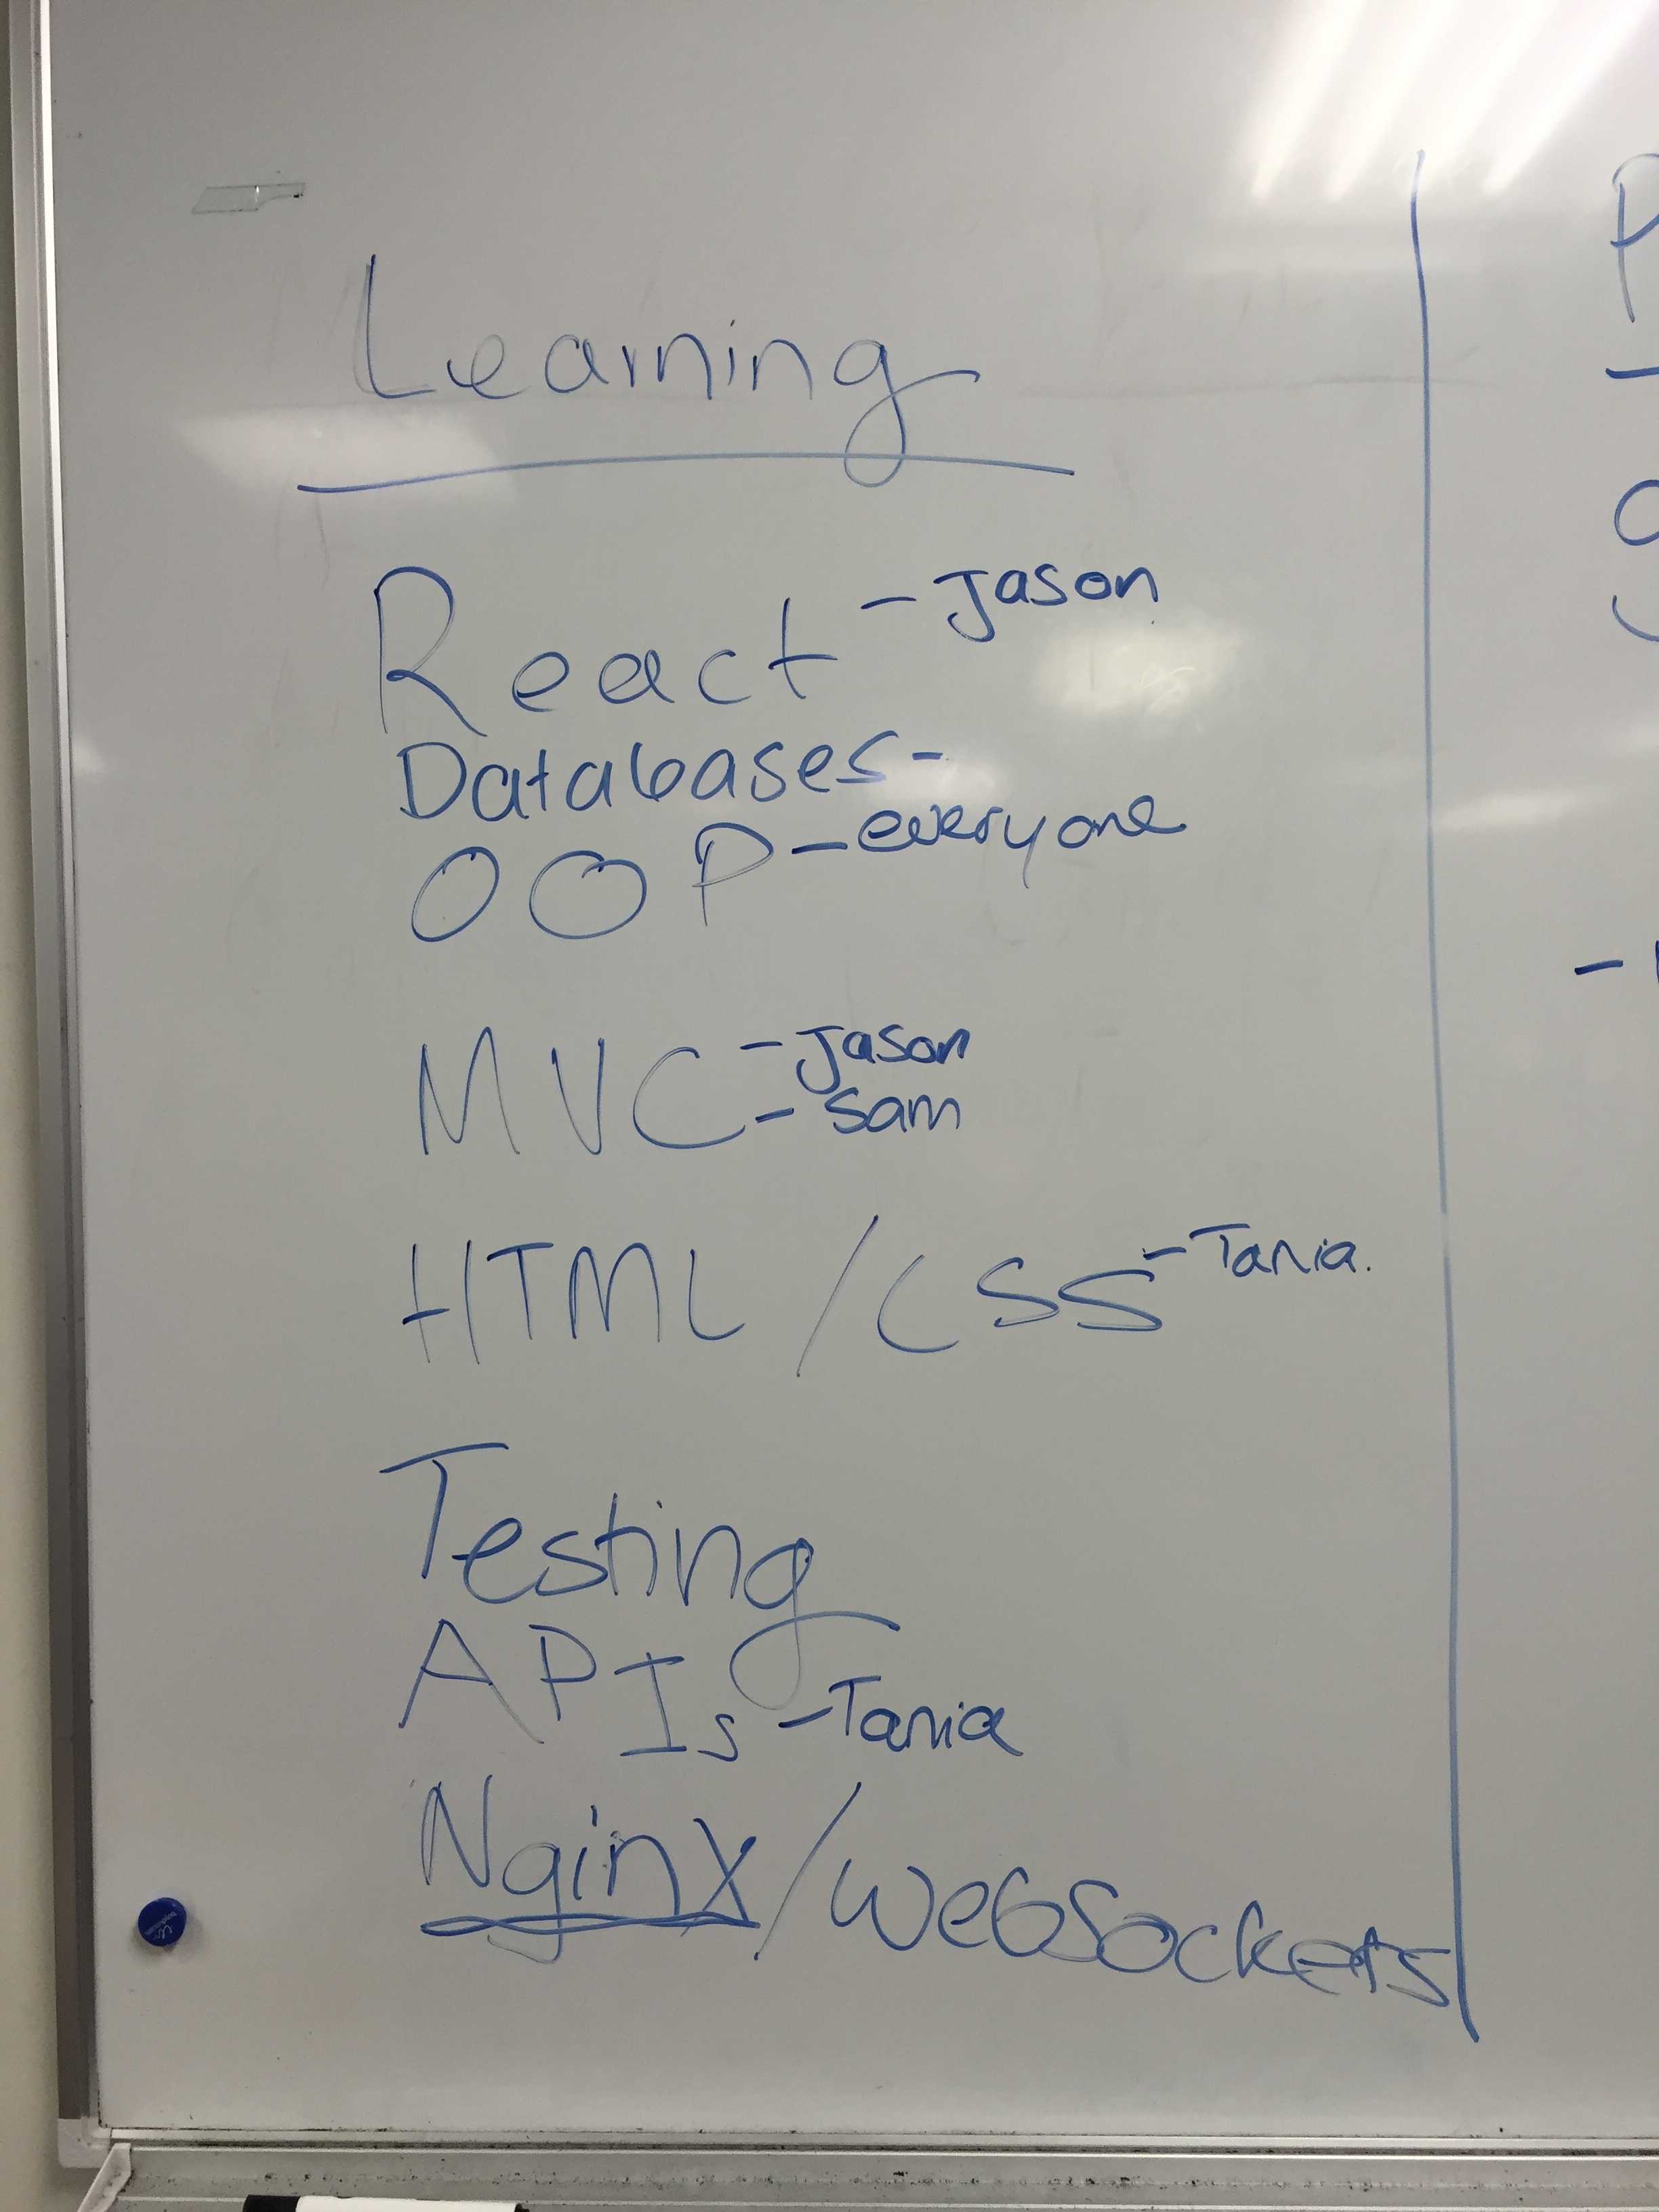 Learning
React - Jason
Databases -
OOP - everyone
MVC - Jason
- Sam
HTML / CSS - Tania.
Testing
APIs - Tania
Nginx / WebSockets